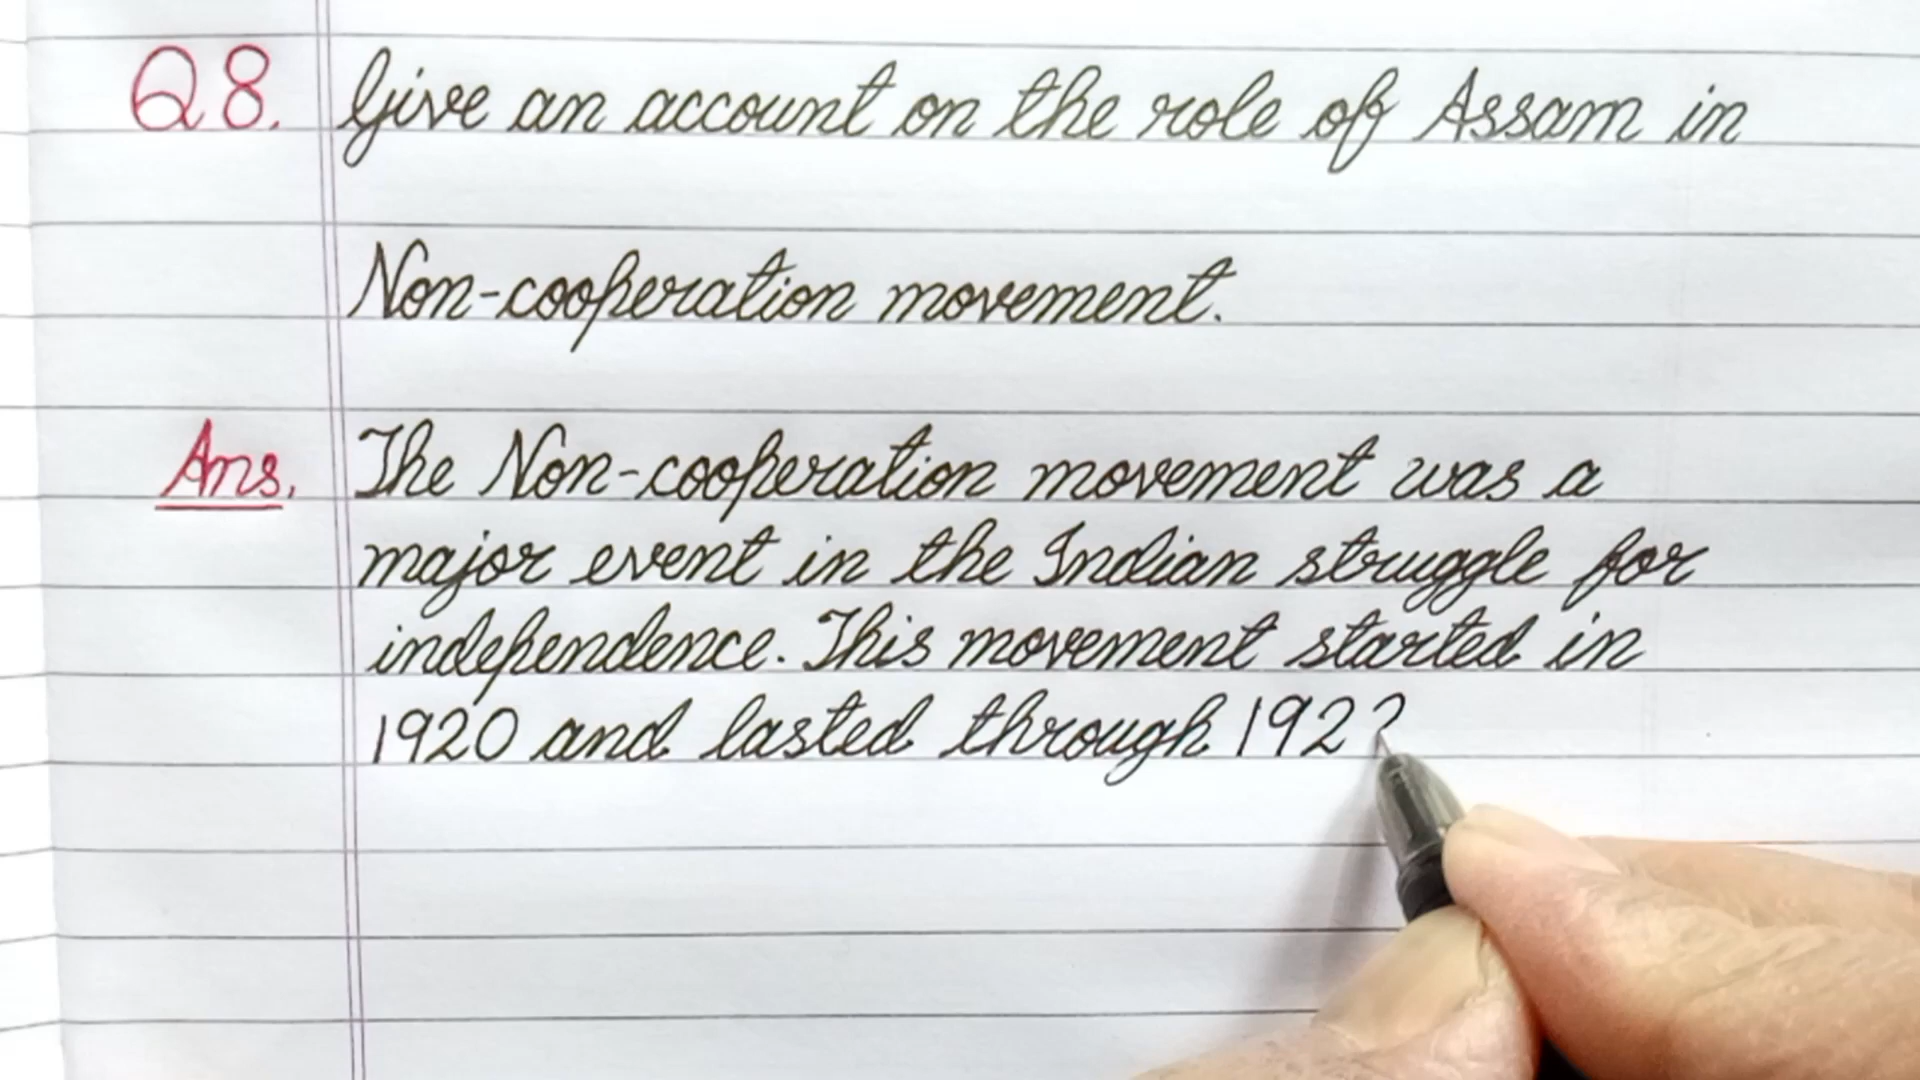 Q8. Give an account on the role of Assam in
Non-cooperation movement.
Ans. The Non-cooperation movement was a
major event in the Indian struggle for
independence. This movement started in
1920 and lasted through 192